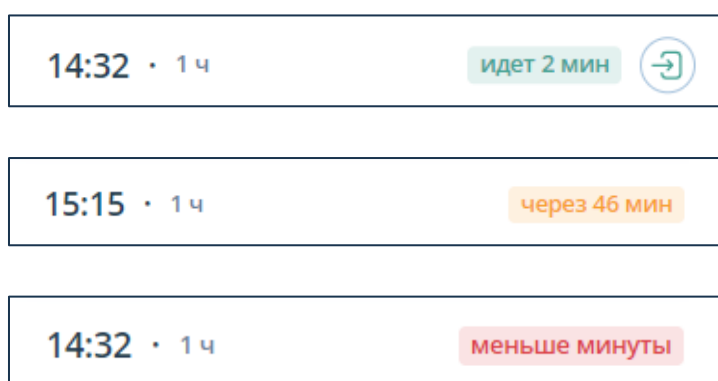 14:32 · 1 ч идет 2 мин
15:15 · 1 ч через 46 мин
14:32 · 1 ч меньше минуты